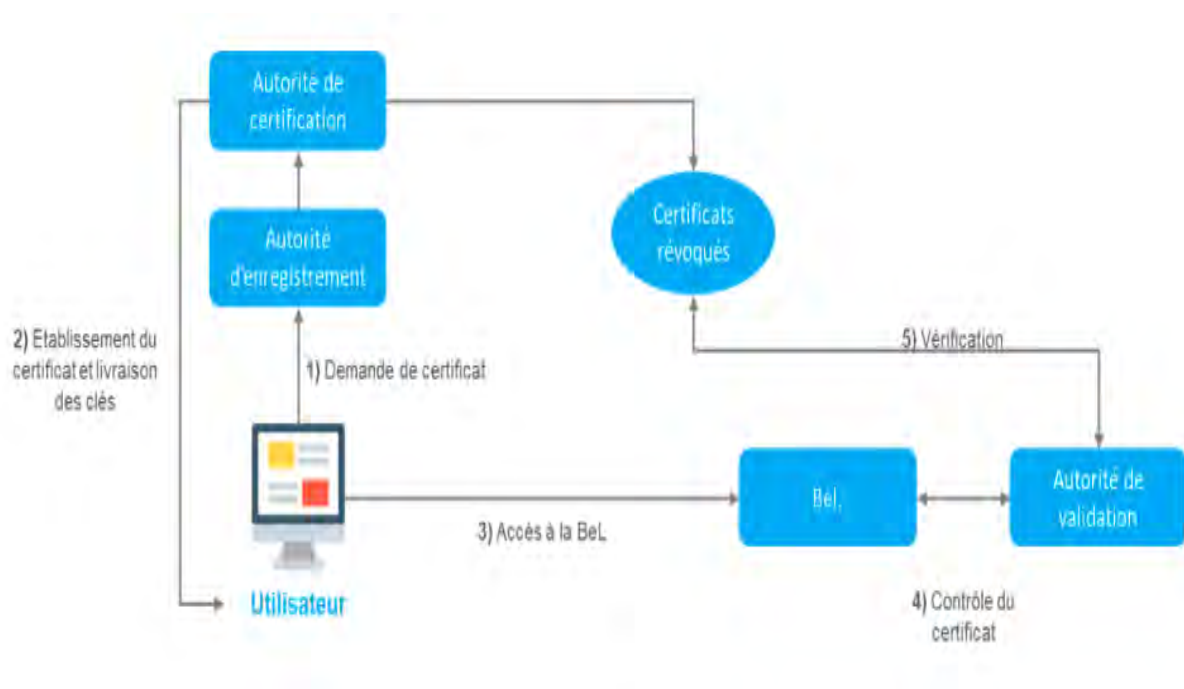 Autorité de
certification
Certificats
révoqués
Autorité
d'enregistrement
2) Etablissement du
certificat et livraison
des clés
1) Demande de certificat
5) Vérification
3) Accès à la BeL
BeL
Autorité de
validation
4) Contrôle du
certificat
Utilisateur